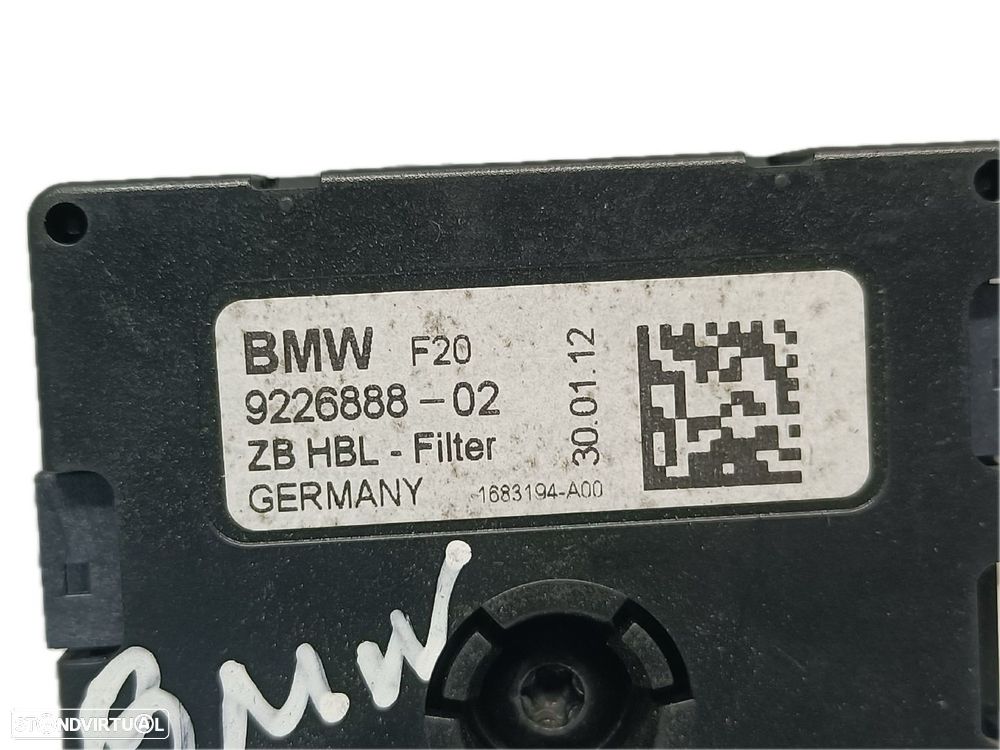 BMW F20
9226888-02
ZB HBL - Filter
GERMANY 1683194-A00
30.01.12
BMW
STANDVIRTUAL